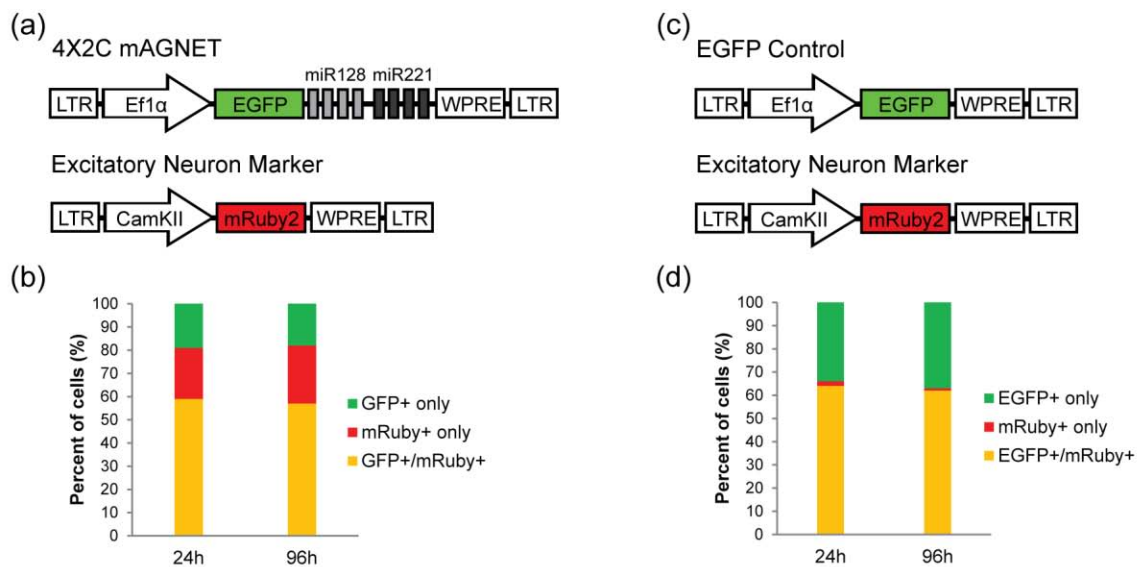 (a)
4X2C mAGNET
miR128 miR221
LTR Ef1α EGFP WPRE LTR
Excitatory Neuron Marker
LTR CamKII mRuby2 WPRE LTR
(b)
100
90
80
70
60
50
40
30
20
10
0
Percent of cells (%)
24h 96h
GFP+ only
mRuby+ only
GFP+/mRuby+
(c)
EGFP Control
LTR Ef1α EGFP WPRE LTR
Excitatory Neuron Marker
LTR CamKII mRuby2 WPRE LTR
(d)
100
90
80
70
60
50
40
30
20
10
0
Percent of cells (%)
24h 96h
EGFP+ only
mRuby+ only
EGFP+/mRuby+